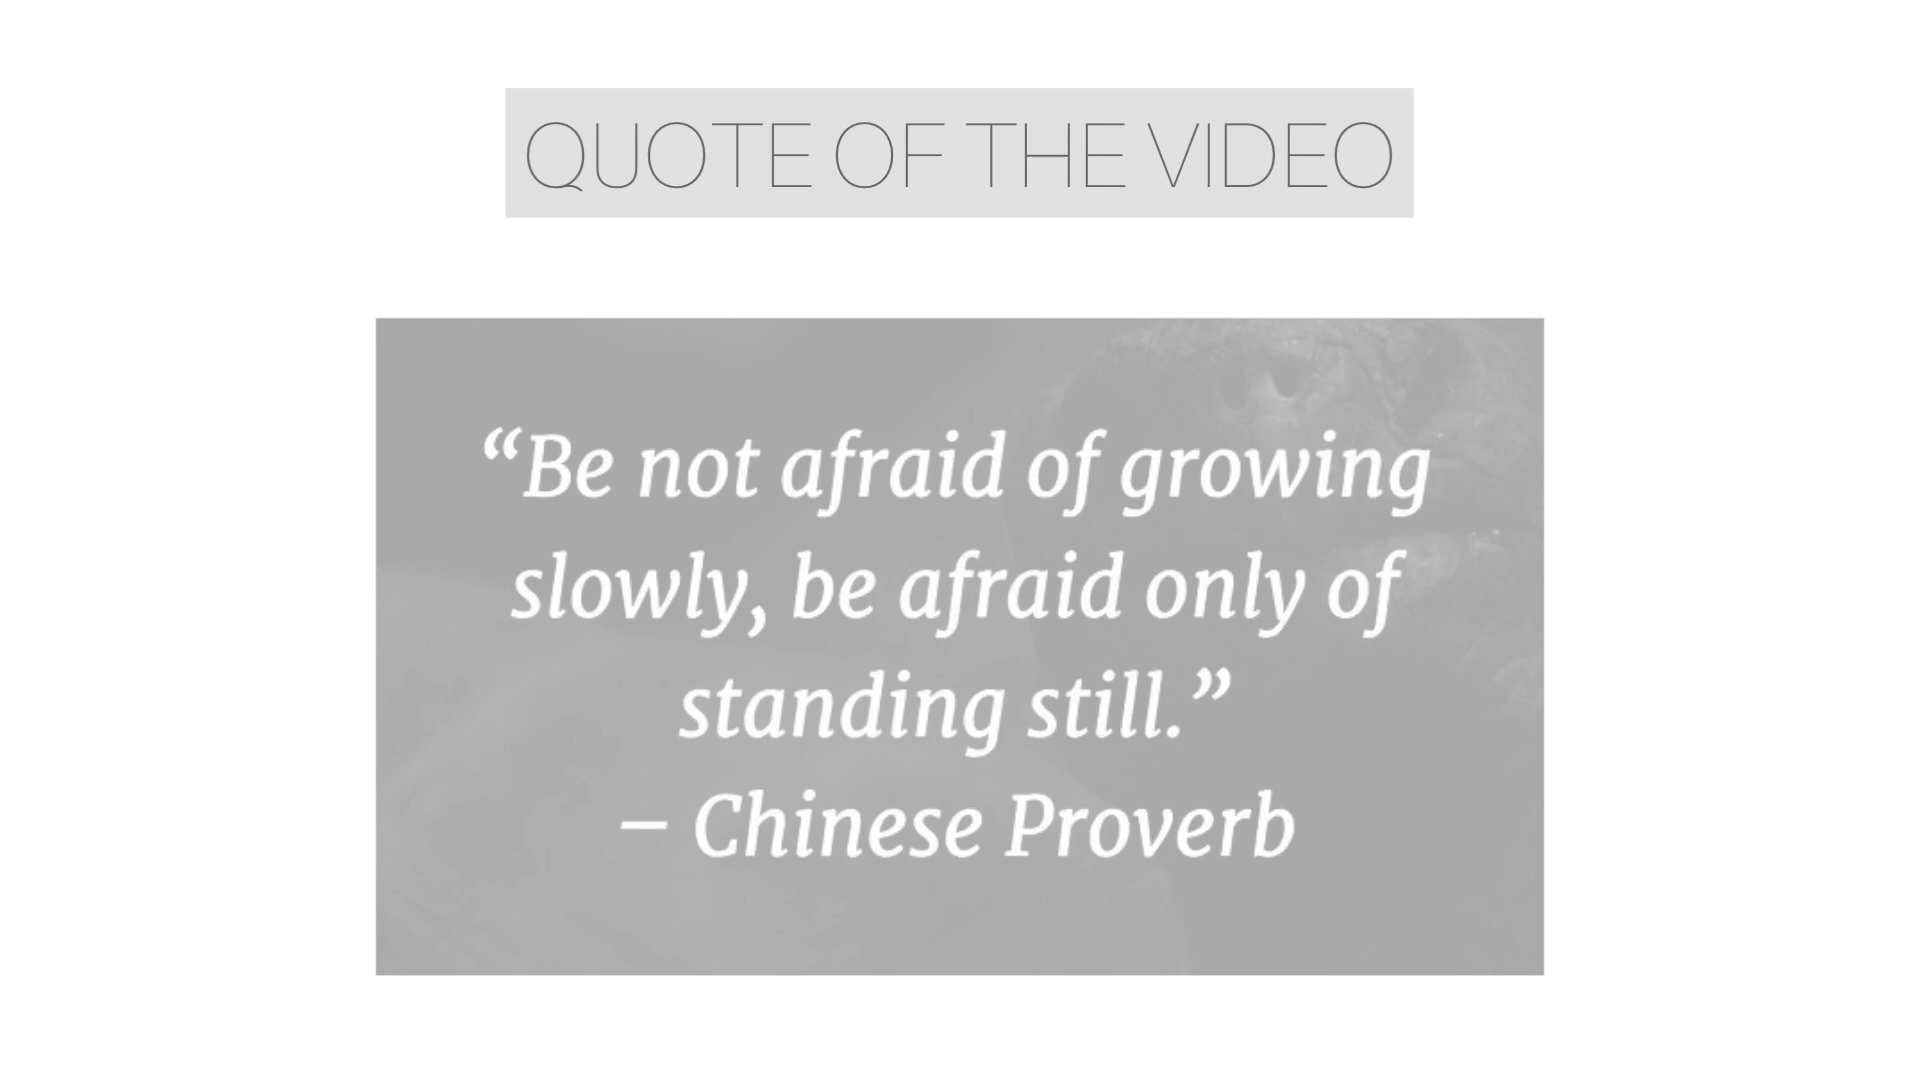 QUOTE OF THE VIDEO
“Be not afraid of growing
slowly, be afraid only of
standing still.”
– Chinese Proverb